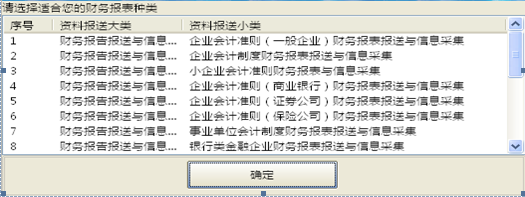 请选择适合您的财务报表种类
序号 资料报送大类 资料报送小类
1 财务报告报送与信息... 企业会计准则（一般企业）财务报表报送与信息采集
2 财务报告报送与信息... 企业会计制度财务报表报送与信息采集
3 财务报告报送与信息... 小企业会计准则财务报表与信息采集
4 财务报告报送与信息... 企业会计准则（商业银行）财务报表报送与信息采集
5 财务报告报送与信息... 企业会计准则（证券公司）财务报表报送与信息采集
6 财务报告报送与信息... 企业会计准则（保险公司）财务报表报送与信息采集
7 财务报告报送与信息... 事业单位会计制度财务报表报送与信息采集
8 财务报告报送与信息... 银行类金融企业财务报表报送与信息采集
确定